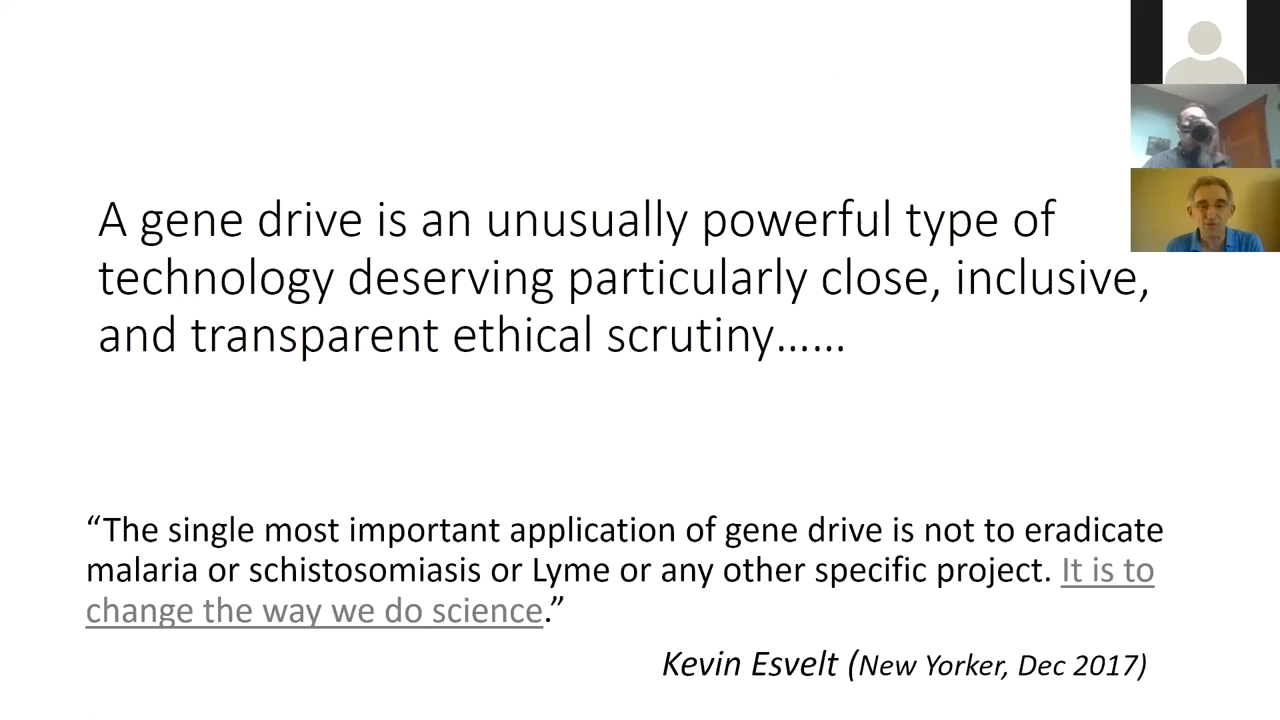 A gene drive is an unusually powerful type of
technology deserving particularly close, inclusive,
and transparent ethical scrutiny……
“The single most important application of gene drive is not to eradicate
malaria or schistosomiasis or Lyme or any other specific project. It is to
change the way we do science.”
Kevin Esvelt (New Yorker, Dec 2017)